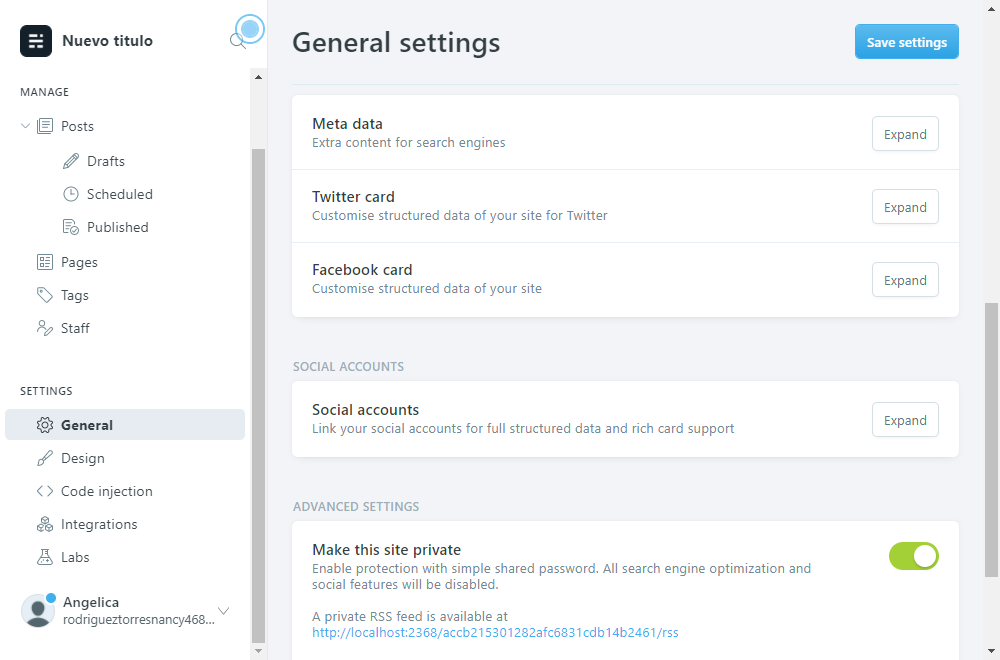 Nuevo titulo
MANAGE
Posts
Drafts
Scheduled
Published
Pages
Tags
Staff
SETTINGS
General
Design
Code injection
Integrations
Labs
Angelica
rodrigueztorresnancy468...
General settings
Save settings
Meta data
Extra content for search engines
Expand
Twitter card
Customise structured data of your site for Twitter
Expand
Facebook card
Customise structured data of your site
Expand
SOCIAL ACCOUNTS
Social accounts
Link your social accounts for full structured data and rich card support
Expand
ADVANCED SETTINGS
Make this site private
Enable protection with simple shared password. All search engine optimization and
social features will be disabled.
A private RSS feed is available at
http://localhost:2368/accb215301282afc6831cdb14b2461/rss